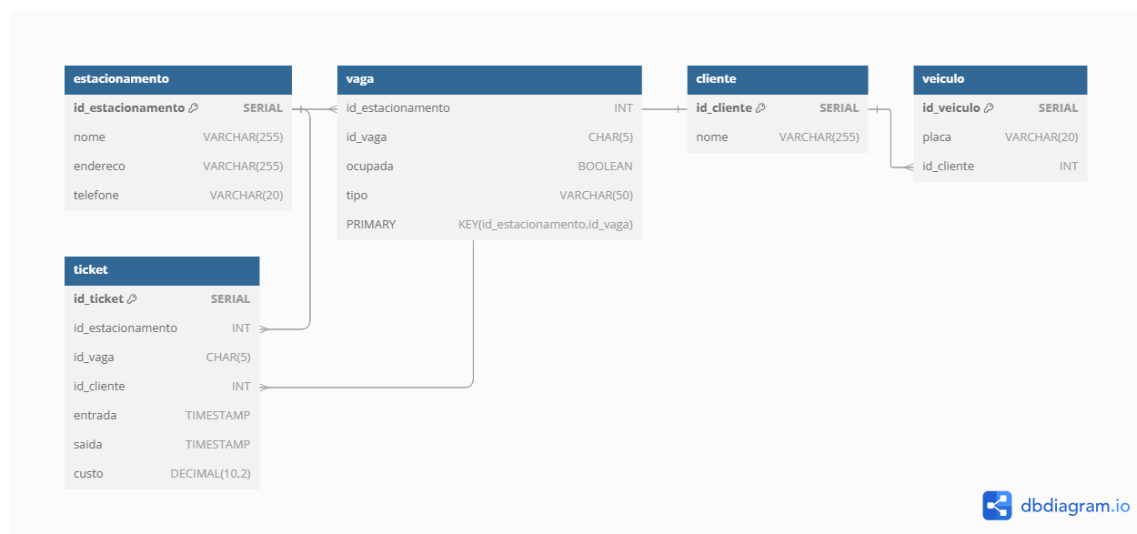 estacionamento
id_estacionamento SERIAL
nome VARCHAR(255)
endereco VARCHAR(255)
telefone VARCHAR(20)
vaga
id_estacionamento INT
id_vaga CHAR(5)
ocupada BOOLEAN
tipo VARCHAR(50)
PRIMARY KEY(id_estacionamento,id_vaga)
cliente
id_cliente SERIAL
nome VARCHAR(255)
veiculo
id_veiculo SERIAL
placa VARCHAR(20)
id_cliente INT
ticket
id_ticket SERIAL
id_estacionamento INT
id_vaga CHAR(5)
id_cliente INT
entrada TIMESTAMP
saida TIMESTAMP
custo DECIMAL(10,2)
dbdiagram.io